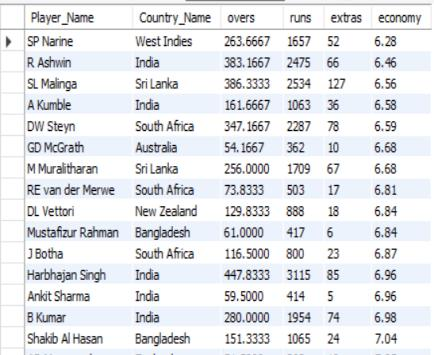 Player_Name Country_Name overs runs extras economy
SP Narine West Indies 263.6667 1657 52 6.28
R Ashwin India 383.1667 2475 66 6.46
SL Malinga Sri Lanka 386.3333 2534 127 6.56
A Kumble India 161.6667 1063 36 6.58
DW Steyn South Africa 347.1667 2287 78 6.59
GD McGrath Australia 54.1667 362 10 6.68
M Muralitharan Sri Lanka 256.0000 1709 67 6.68
RE van der Merwe South Africa 73.8333 503 17 6.81
DL Vettori New Zealand 129.8333 888 18 6.84
Mustafizur Rahman Bangladesh 61.0000 417 6 6.84
J Botha South Africa 116.5000 800 23 6.87
Harbhajan Singh India 447.8333 3115 85 6.96
Ankit Sharma India 59.5000 414 5 6.96
B Kumar India 280.0000 1954 74 6.98
Shakib Al Hasan Bangladesh 151.3333 1065 24 7.04